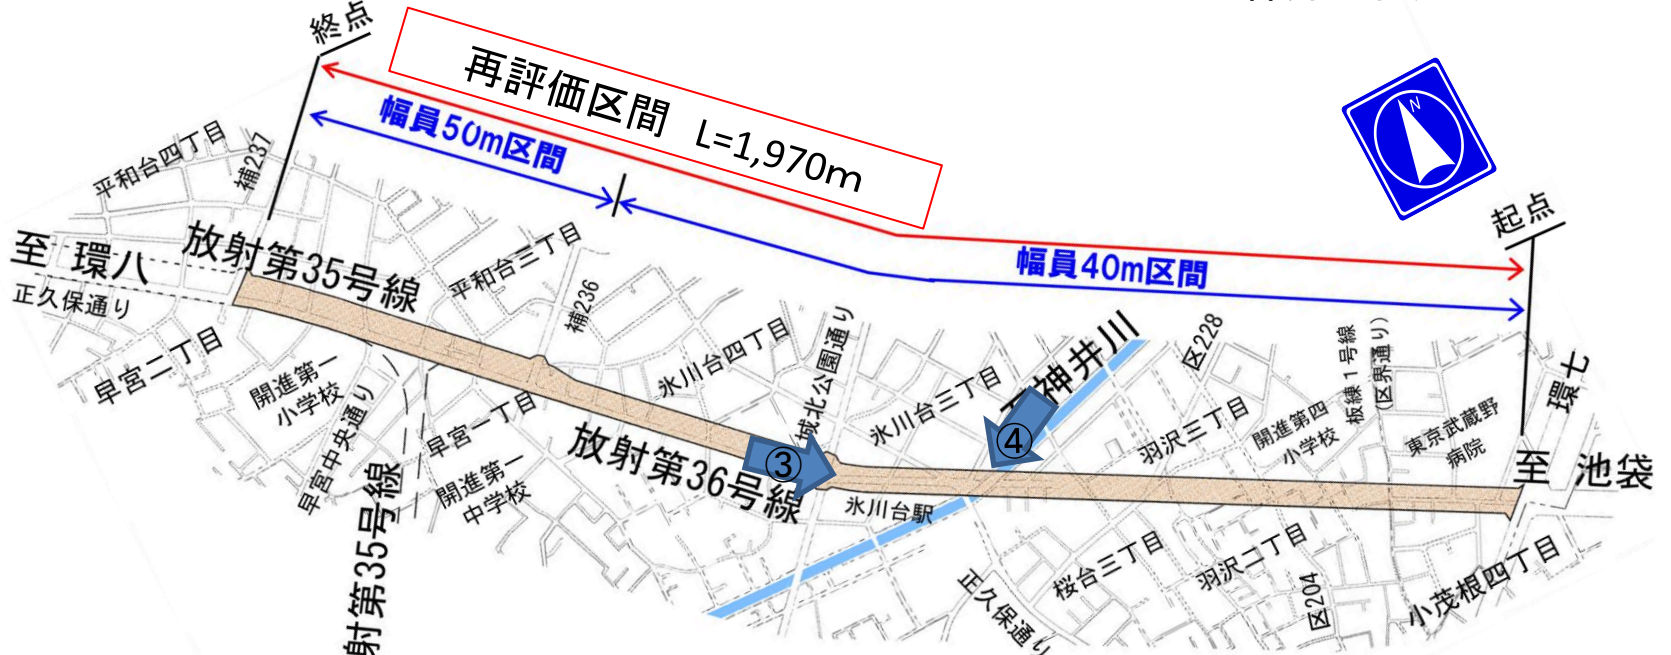 終点
再評価区間 L=1,970m
幅員50m区間
N
起点
幅員40m区間
平和台四丁目
補237
至 環八
放射第35号線
正久保通り
平和台三丁目
補236
早宮二丁目
開進第一
小学校
早宮中央通り
氷川台四丁目
城北公園通り
氷川台三丁目
神井川
区228
板線1号線
(区界通り)
環七
早宮一丁目
開進第一
中学校
放射第36号線
③
④
羽沢三丁目
開進第四
小学校
東京武蔵野
病院
至 池袋
氷川台駅
射第35号線
正久保通り
桜台三丁目
羽沢二丁目
区204
小茂根四丁目